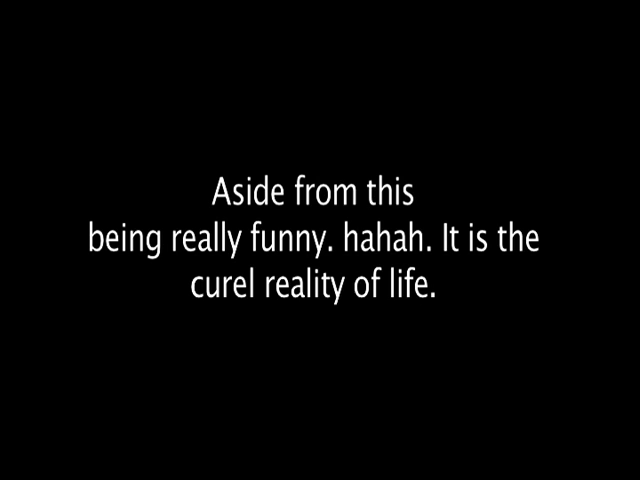 Aside from this
being really funny. hahah. It is the
curel reality of life.